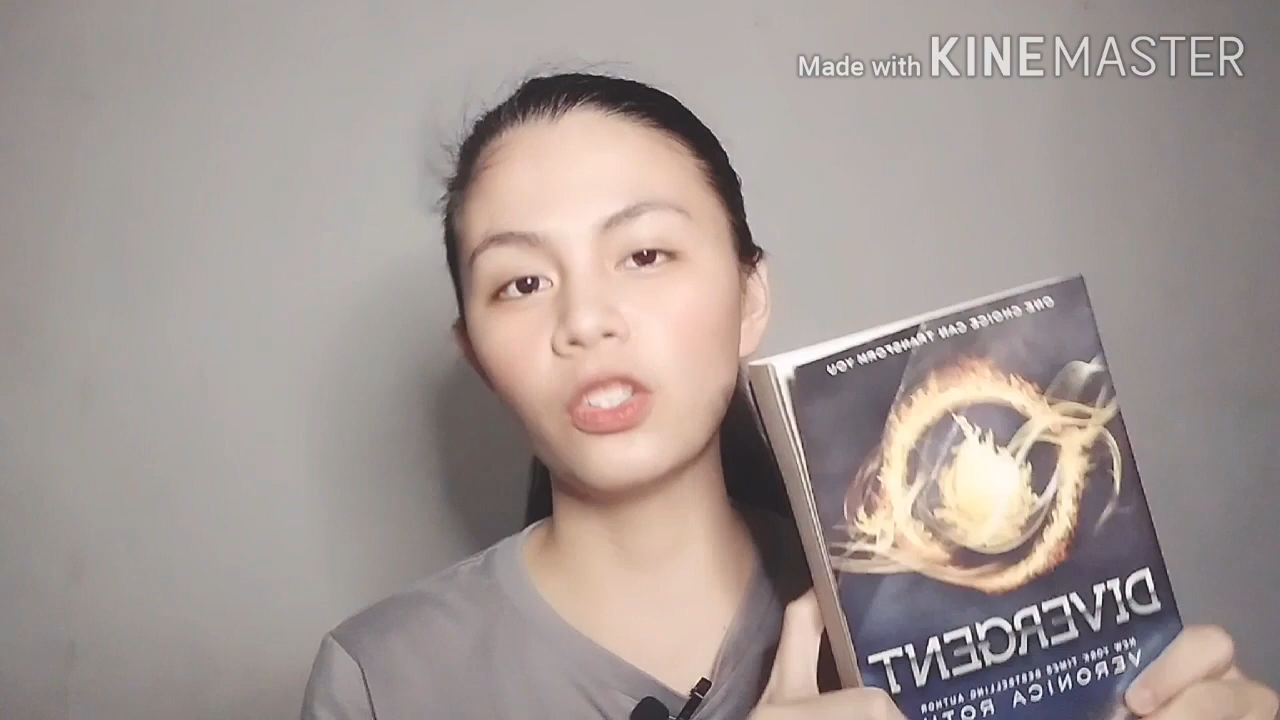 Made with KINEMASTER
ONE CHOICE CAN TRANSFORM YOU
DIVERGENT
NEW YORK TIMES BESTSELLING AUTHOR
VERONICA ROTH